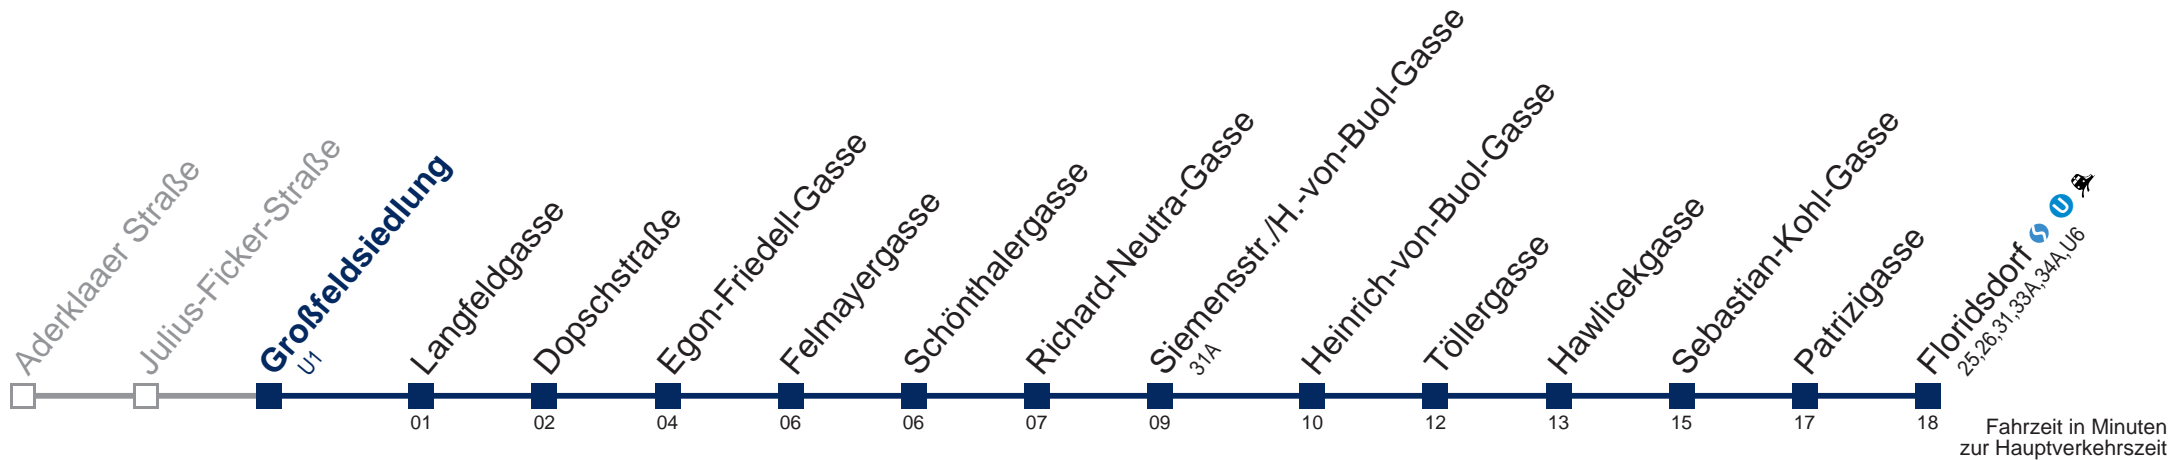 Aderklaaer Straße
Julius-Ficker-Straße
Großfeldsiedlung
U1
Langfeldgasse
Dopschstraße
Egon-Friedell-Gasse
Felmayergasse
Schönthalergasse
Richard-Neutra-Gasse
Siemensstr./H.-von-Buol-Gasse
31A
Heinrich-von-Buol-Gasse
Töllergasse
Hawlicekgasse
Sebastian-Kohl-Gasse
Patrizigasse
Floridsdorf S U
25,26,31,33A,34A,U6
01 02 04 06 06 07 09 10 12 13 15 17 18
Fahrzeit in Minuten
zur Hauptverkehrszeit